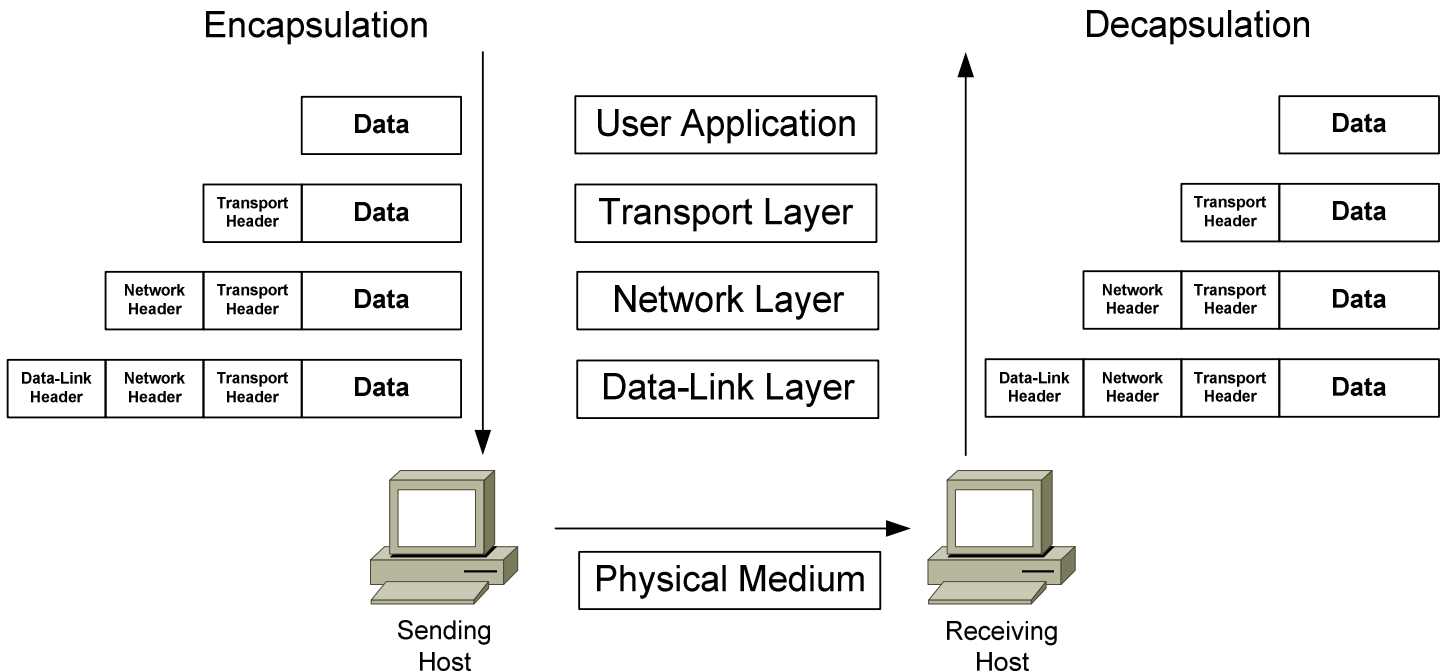 Encapsulation
Decapsulation
Data
User Application
Data
Transport
Header
Data
Transport Layer
Transport
Header
Data
Network
Header
Transport
Header
Data
Network Layer
Network
Header
Transport
Header
Data
Data-Link
Header
Network
Header
Transport
Header
Data
Data-Link Layer
Data-Link
Header
Network
Header
Transport
Header
Data
Physical Medium
Sending
Host
Receiving
Host